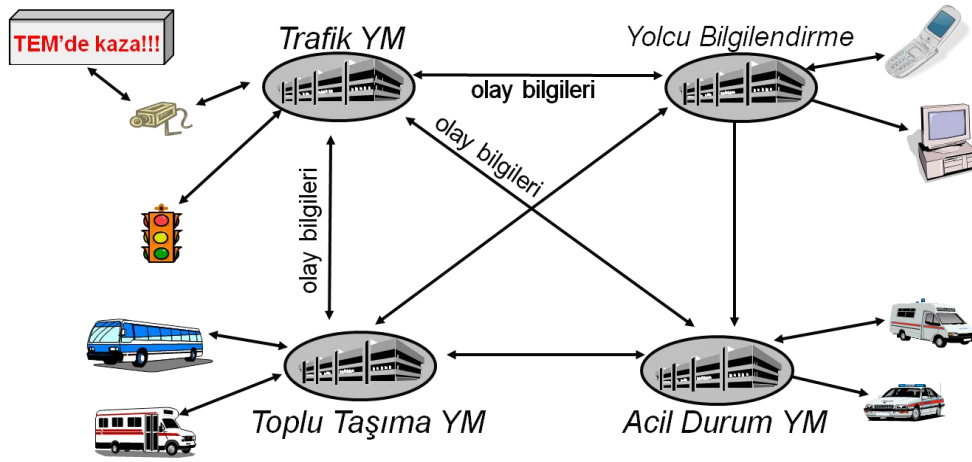 TEM’de kaza!!!
Trafik YM
Yolcu Bilgilendirme
olay bilgileri
olay bilgileri
olay bilgileri
Toplu Taşıma YM
Acil Durum YM